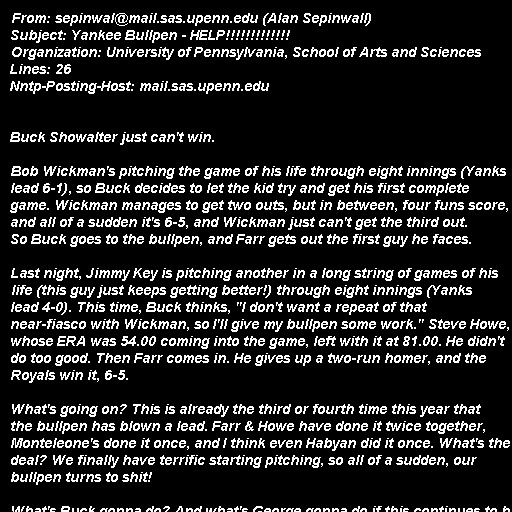 From: sepinwal@mail.sas.upenn.edu (Alan Sepinwall)
Subject: Yankee Bullpen - HELP!!!!!!!!!!!!!
Organization: University of Pennsylvania, School of Arts and Sciences
Lines: 26
Nntp-Posting-Host: mail.sas.upenn.edu

Buck Showalter just can't win.

Bob Wickman's pitching the game of his life through eight innings (Yanks
lead 6-1), so Buck decides to let the kid try and get his first complete
game. Wickman manages to get two outs, but in between, four funs score,
and all of a sudden it's 6-5, and Wickman just can't get the third out.
So Buck goes to the bullpen, and Farr gets out the first guy he faces.

Last night, Jimmy Key is pitching another in a long string of games of his
life (this guy just keeps getting better!) through eight innings (Yanks
lead 4-0). This time, Buck thinks, "I don't want a repeat of that
near-fiasco with Wickman, so I'll give my bullpen some work." Steve Howe,
whose ERA was 54.00 coming into the game, left with it at 81.00. He didn't
do too good. Then Farr comes in. He gives up a two-run homer, and the
Royals win it, 6-5.

What's going on? This is already the third or fourth time this year that
the bullpen has blown a lead. Farr & Howe have done it twice together,
Monteleone's done it once, and I think even Habyan did it once. What's the
deal? We finally have terrific starting pitching, so all of a sudden, our
bullpen turns to shit!

What's Buck gonna do? And what's George gonna do if this continues to